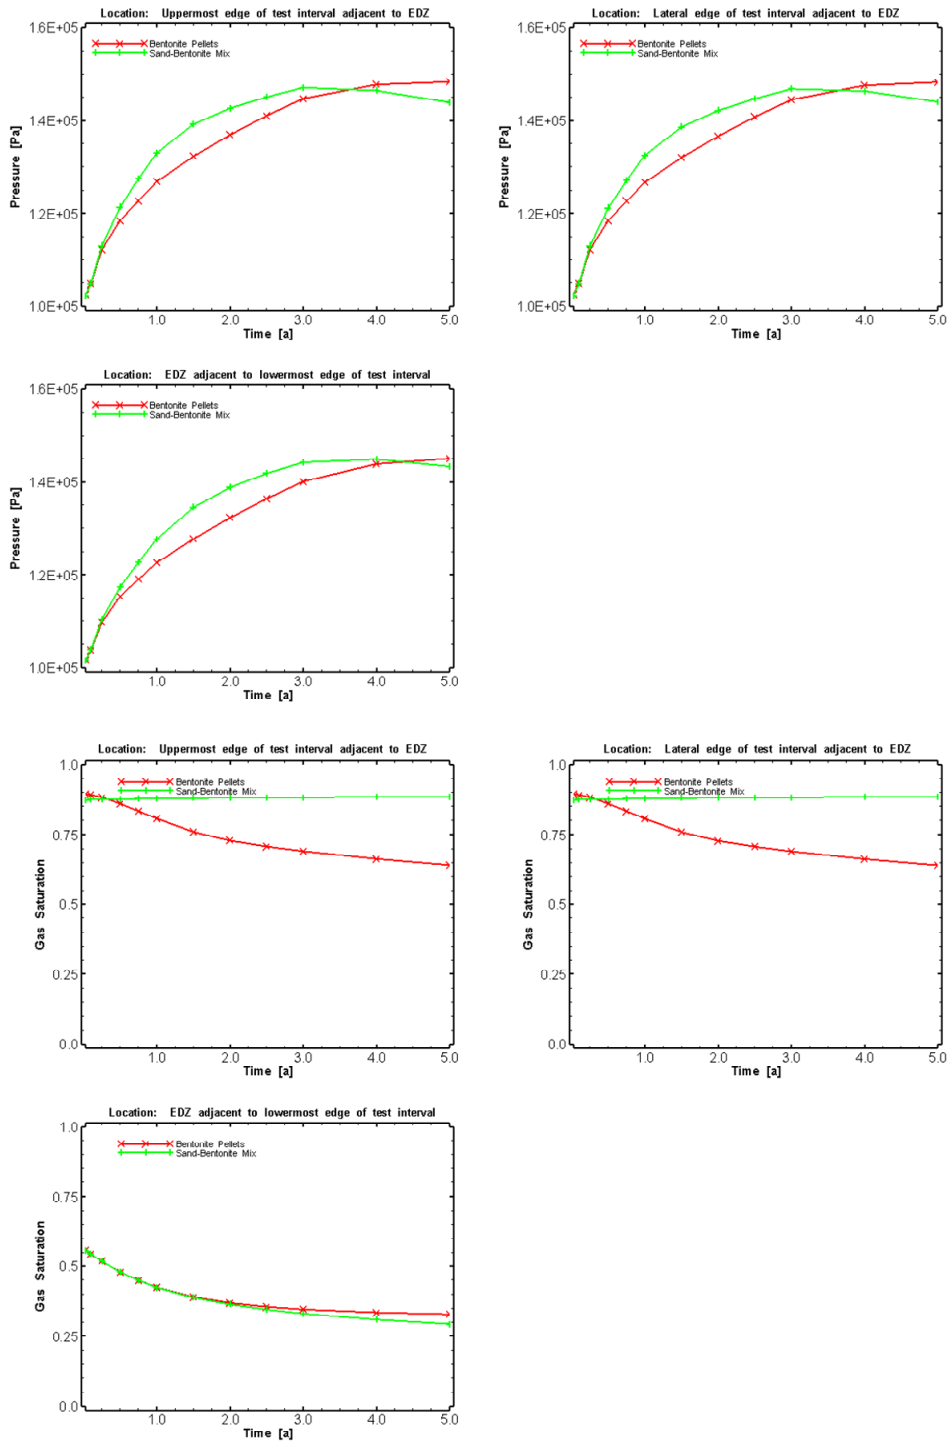 Location: Uppermost edge of test interval adjacent to EDZ
1.6E+05
Bentonite Pellets
Sand-Bentonite Mix
1.4E+05
Pressure [Pa]
1.2E+05
1.0E+05
1.0 2.0 3.0 4.0 5.0
Time [a]
Location: Lateral edge of test interval adjacent to EDZ
1.6E+05
Bentonite Pellets
Sand-Bentonite Mix
1.4E+05
Pressure [Pa]
1.2E+05
1.0E+05
1.0 2.0 3.0 4.0 5.0
Time [a]
Location: EDZ adjacent to lowermost edge of test interval
1.6E+05
Bentonite Pellets
Sand-Bentonite Mix
1.4E+05
Pressure [Pa]
1.2E+05
1.0E+05
1.0 2.0 3.0 4.0 5.0
Time [a]
Location: Uppermost edge of test interval adjacent to EDZ
1.0
Bentonite Pellets
Sand-Bentonite Mix
0.75
Gas Saturation
0.5
0.25
0.0
1.0 2.0 3.0 4.0 5.0
Time [a]
Location: Lateral edge of test interval adjacent to EDZ
1.0
Bentonite Pellets
Sand-Bentonite Mix
0.75
Gas Saturation
0.5
0.25
0.0
1.0 2.0 3.0 4.0 5.0
Time [a]
Location: EDZ adjacent to lowermost edge of test interval
1.0
Bentonite Pellets
Sand-Bentonite Mix
0.75
Gas Saturation
0.5
0.25
0.0
1.0 2.0 3.0 4.0 5.0
Time [a]